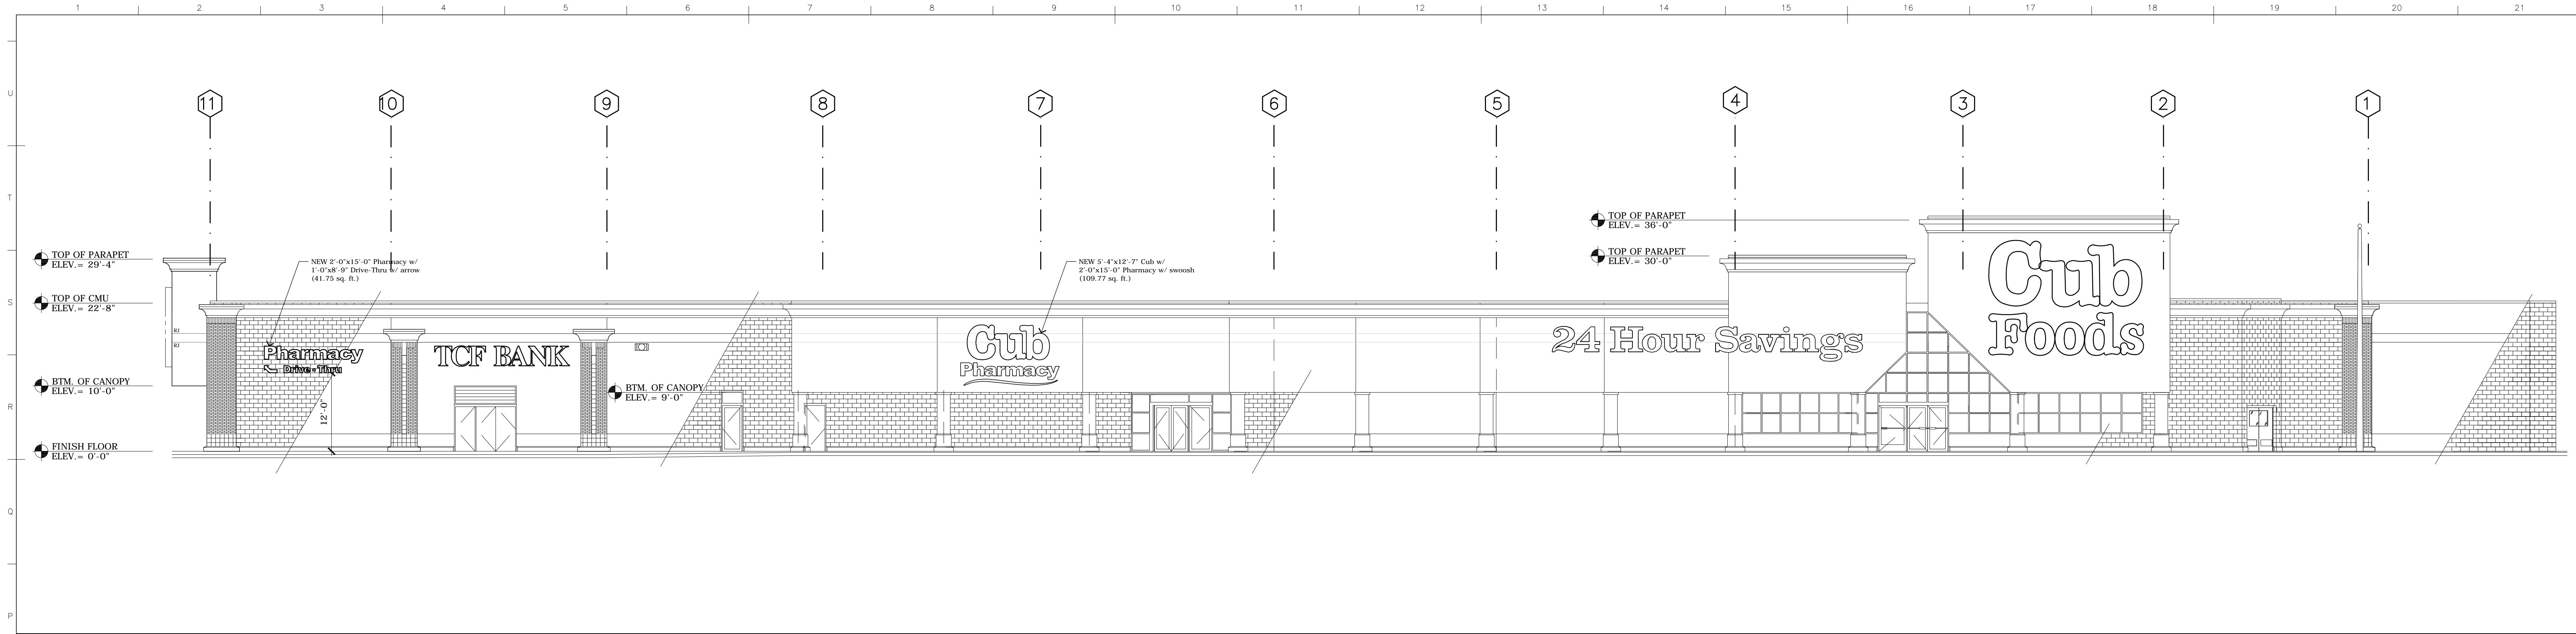 1 2 3 4 5 6 7 8 9 10 11 12 13 14 15 16 17 18 19 20 21
U
T
S
R
Q
P
11 10 9 8 7 6 5 4 3 2 1
TOP OF PARAPET
ELEV.= 36'-0"
TOP OF PARAPET
ELEV.= 30'-0"
TOP OF PARAPET
ELEV.= 29'-4"
TOP OF CMU
ELEV.= 22'-8"
BTM. OF CANOPY
ELEV.= 10'-0"
FINISH FLOOR
ELEV.= 0'-0"
NEW 2'-0"x15'-0" Pharmacy w/
1'-0"x8'-9" Drive-Thru w/ arrow
(41.75 sq. ft.)
NEW 5'-4"x12'-7" Cub w/
2'-0"x15'-0" Pharmacy w/ swoosh
(109.77 sq. ft.)
RJ
RJ
Pharmacy
Drive-Thru
12'-0"
TCF BANK
BTM. OF CANOPY
ELEV.= 9'-0"
Cub
Pharmacy
24 Hour Savings
Cub
Foods